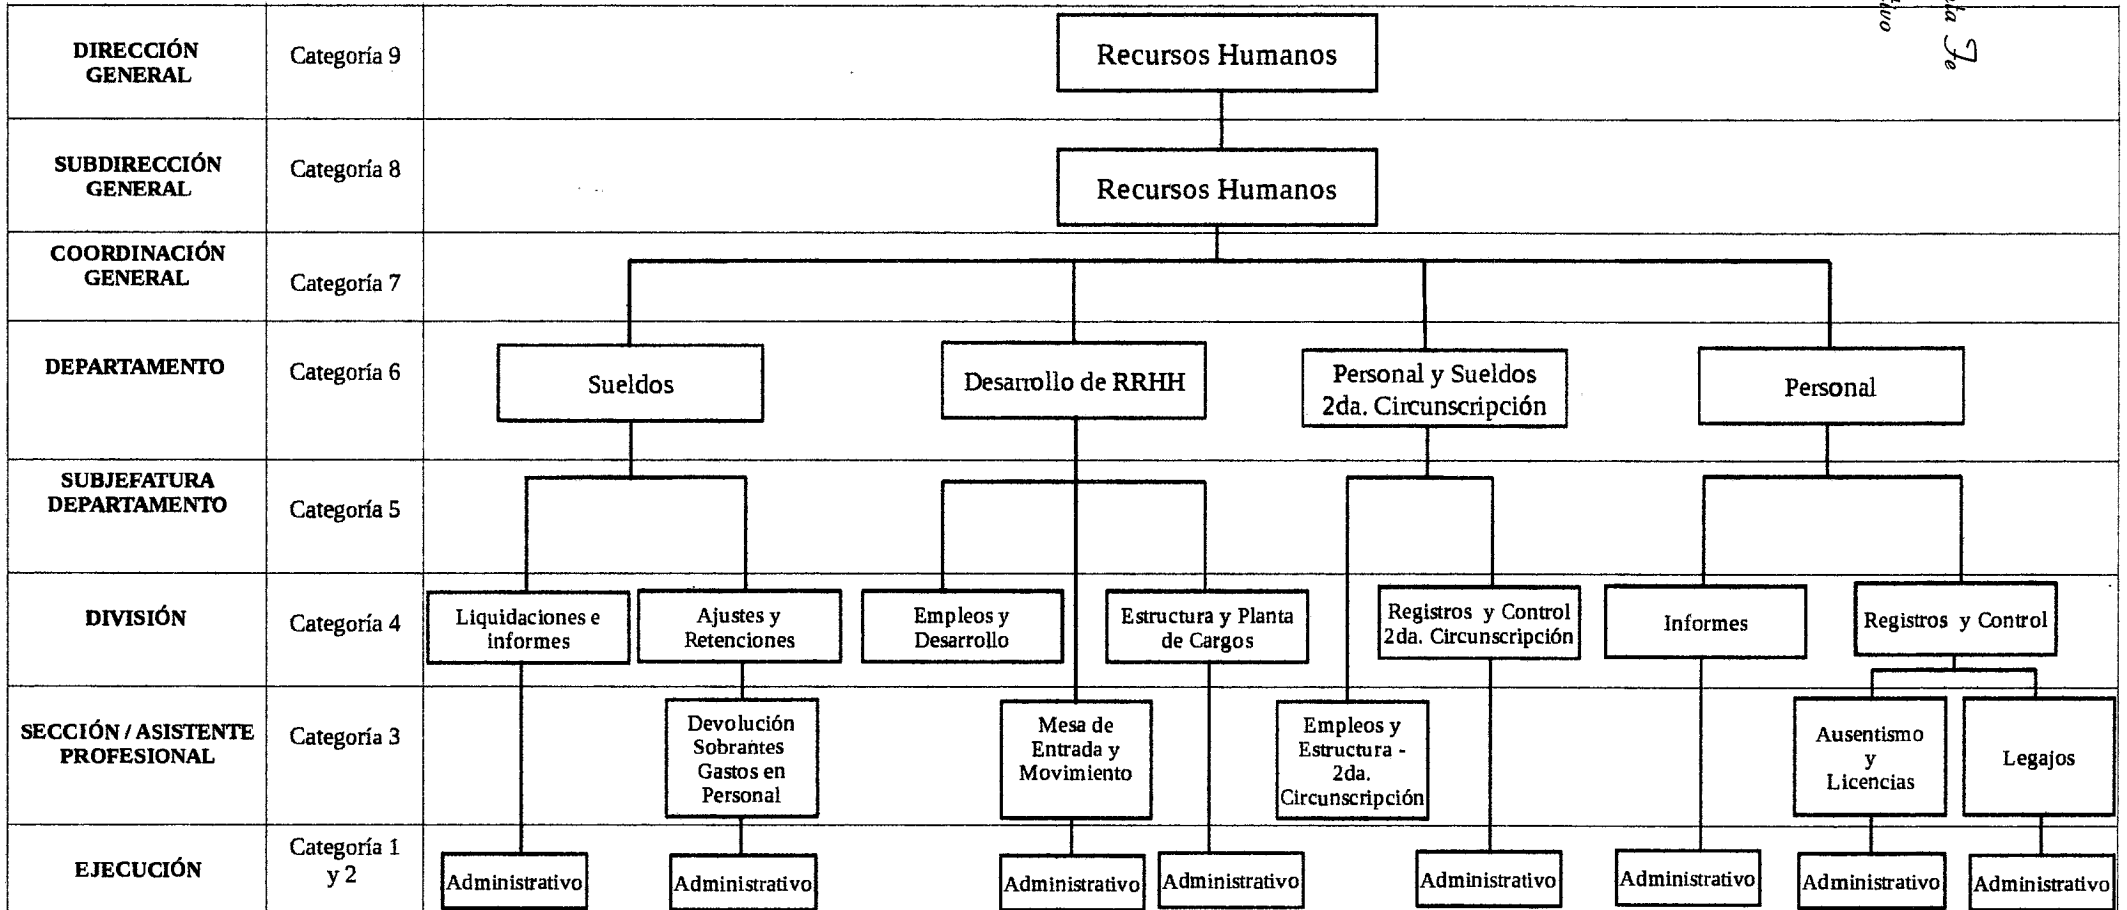 DIRECCIÓN
GENERAL
Categoría 9
Recursos Humanos
SUBDIRECCIÓN
GENERAL
Categoría 8
Recursos Humanos
COORDINACIÓN
GENERAL
Categoría 7
DEPARTAMENTO
Categoría 6
Sueldos
Desarrollo de RRHH
Personal y Sueldos
2da. Circunscripción
Personal
SUBJEFATURA
DEPARTAMENTO
Categoría 5
DIVISIÓN
Categoría 4
Liquidaciones e
informes
Ajustes y
Retenciones
Empleos y
Desarrollo
Estructura y Planta
de Cargos
Registros y Control
2da. Circunscripción
Informes
Registros y Control
SECCIÓN / ASISTENTE
PROFESIONAL
Categoría 3
Devolución
Sobrantes
Gastos en
Personal
Mesa de
Entrada y
Movimiento
Empleos y
Estructura -
2da.
Circunscripción
Ausentismo
y
Licencias
Legajos
EJECUCIÓN
Categoría 1
y 2
Administrativo
Administrativo
Administrativo
Administrativo
Administrativo
Administrativo
Administrativo
Administrativo
Fe